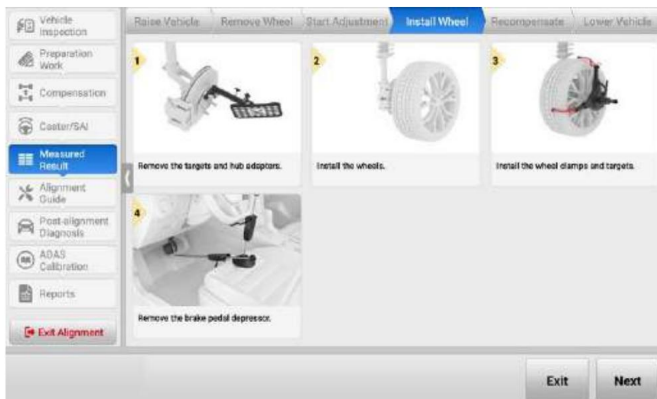 Raise Vehicle
Remove Wheel
Start Adjustment
Install Wheel
Recompensate
Lower Vehicle
Vehicle
Inspection
Preparation
Work
Compensation
Caster/SAI
Measured
Result
Alignment
Guide
Post-alignment
Diagnosis
ADAS
Calibration
Reports
Exit Alignment
1
Remove the targets and hub adapters.
2
Install the wheels.
3
Install the wheel clamps and targets.
4
Remove the brake pedal depressor.
Exit
Next